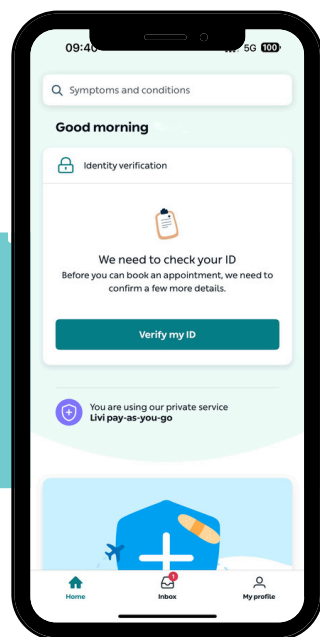 09:40
5G 100
Symptoms and conditions
Good morning
Identity verification
We need to check your ID
Before you can book an appointment, we need to
confirm a few more details.
Verify my ID
You are using our private service
Livi pay-as-you-go
1
Home Inbox My profile